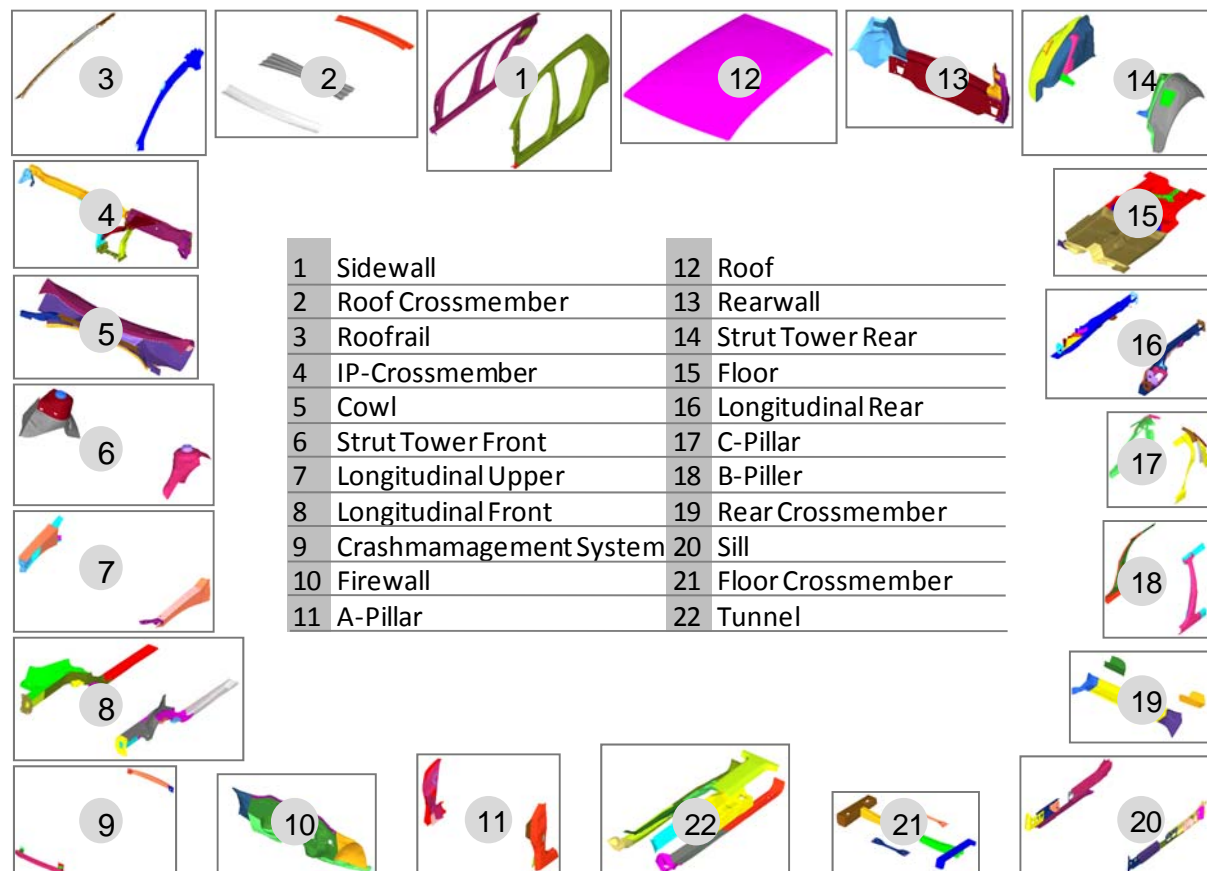 3
2
1
12
13
14
4
15
5
16
6
17
7
18
8
19
9
10
11
22
21
20
1 Sidewall 12 Roof
2 Roof Crossmember 13 Rearwall
3 Roofrail 14 Strut Tower Rear
4 IP-Crossmember 15 Floor
5 Cowl 16 Longitudinal Rear
6 Strut Tower Front 17 C-Pillar
7 Longitudinal Upper 18 B-Piller
8 Longitudinal Front 19 Rear Crossmember
9 Crashmamagement System 20 Sill
10 Firewall 21 Floor Crossmember
11 A-Pillar 22 Tunnel